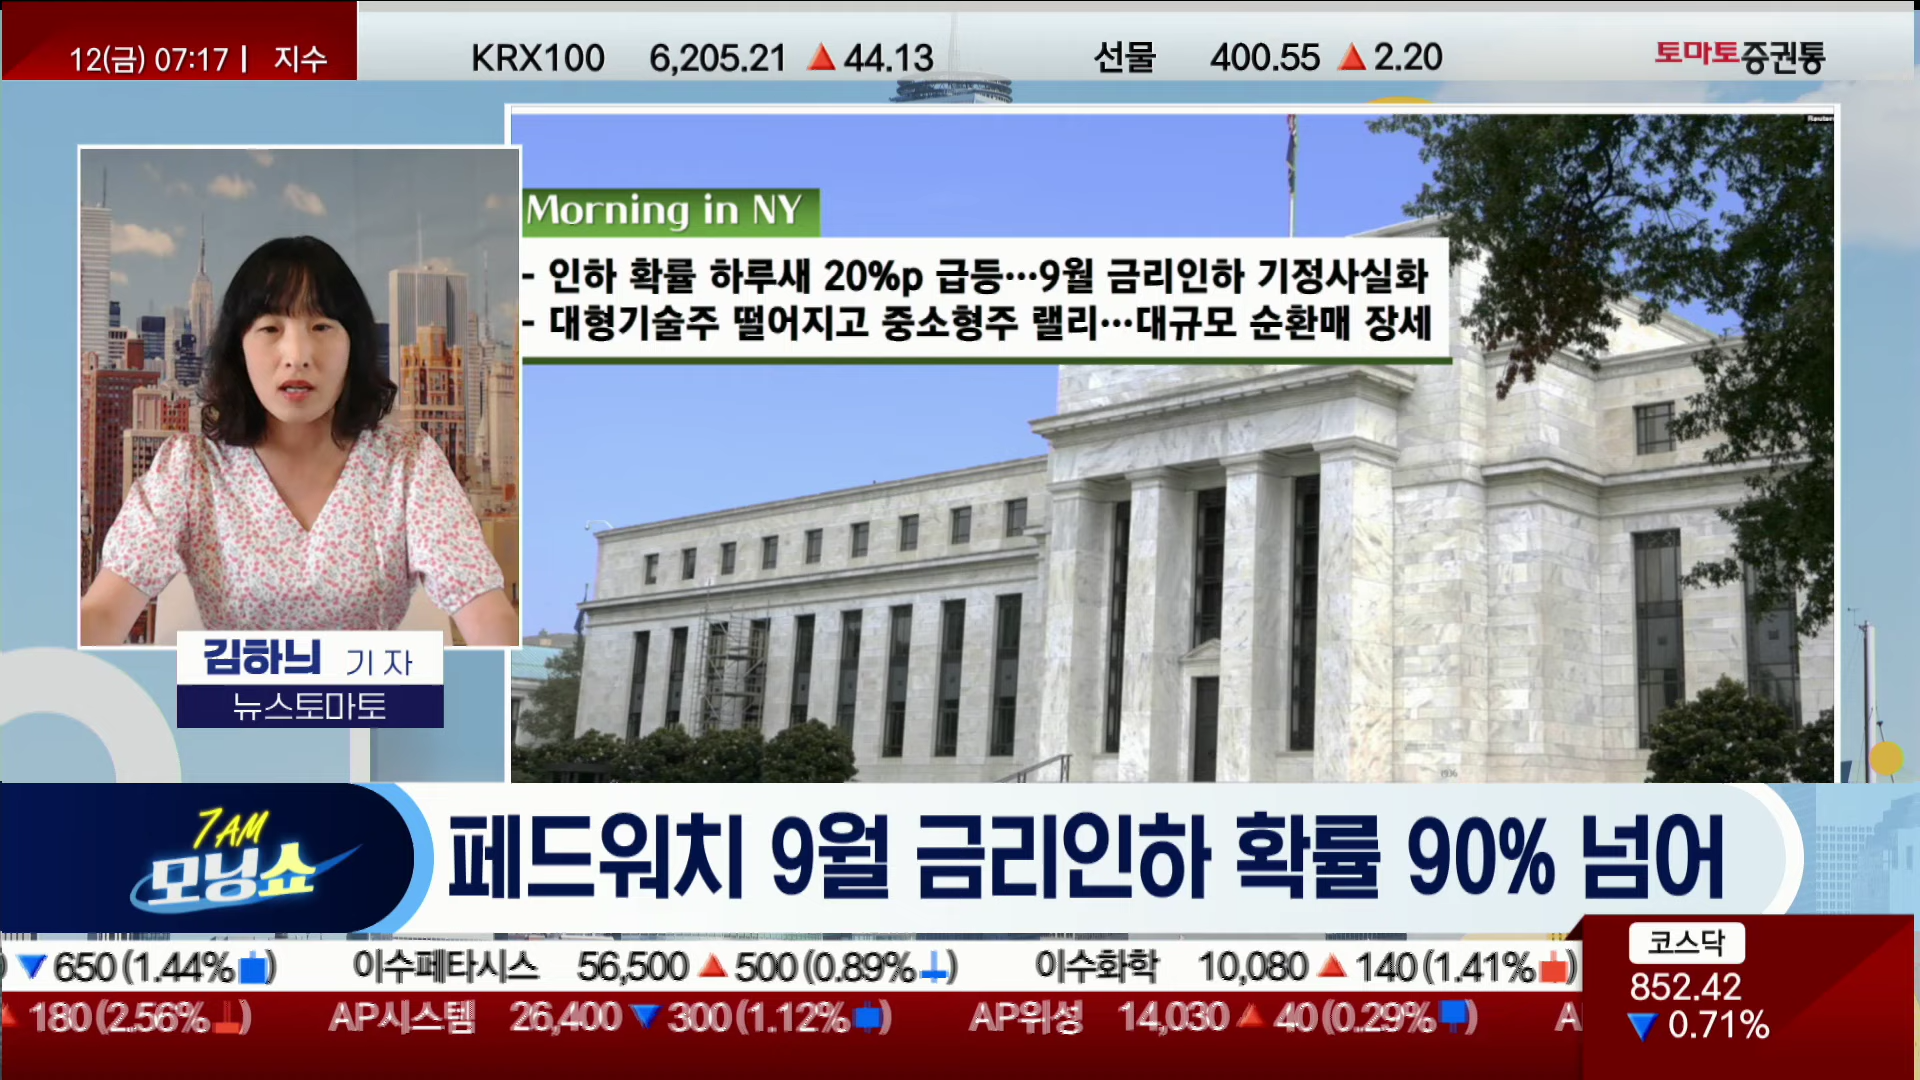 12(금) 07:17 | 지수 KRX100 6,205.21 ▲ 44.13 선물 400.55 ▲ 2.20 토마토증권통
Reuters
Morning in NY
- 인하 확률 하루새 20%p 급등…9월 금리인하 기정사실화
- 대형기술주 떨어지고 중소형주 랠리…대규모 순환매 장세
김하늬 기자
뉴스토마토
7AM
모닝쇼
페드워치 9월 금리인하 확률 90% 넘어
) ▼ 650(1.44%) 이수페타시스 56,500 ▲ 500(0.89%) 이수화학 10,080 ▲ 140(1.41%)
▲ 180(2.56%) AP시스템 26,400 ▼ 300(1.12%) AP위성 14,030 ▲ 40(0.29%)
코스닥
852.42
▼ 0.71%